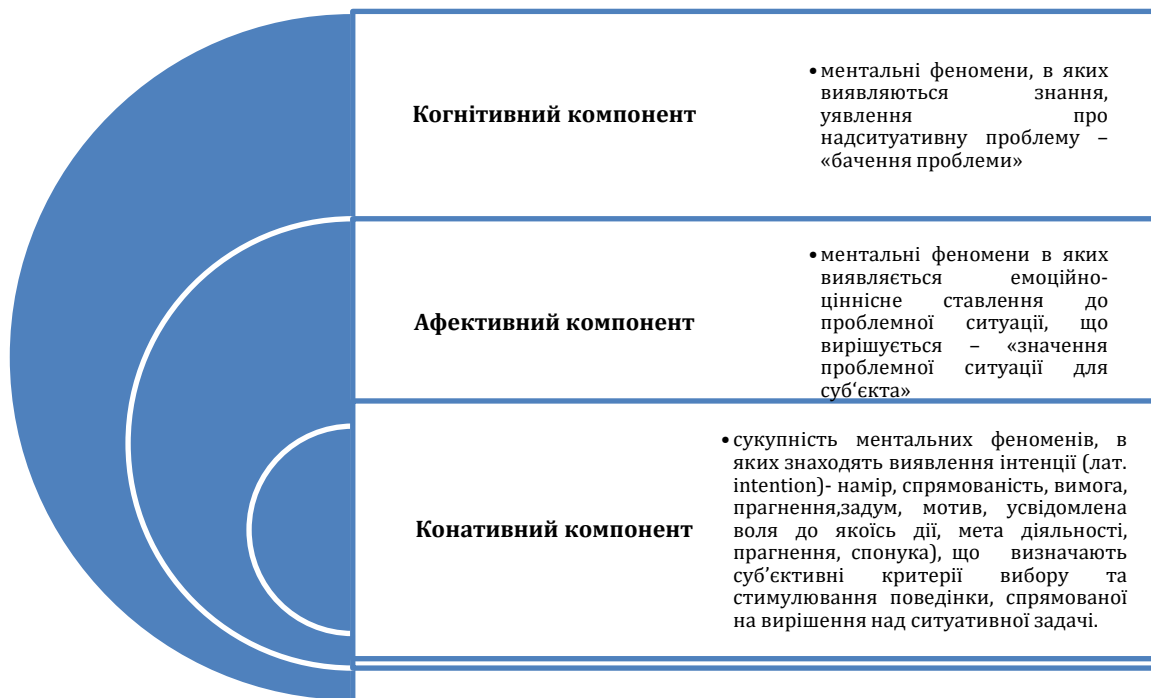 Когнітивний компонент
•ментальні феномени, в яких
виявляються знання,
уявлення про
надситуативну проблему –
«бачення проблеми»
Афективний компонент
•ментальні феномени в яких
виявляється емоційно-
ціннісне ставлення до
проблемної ситуації, що
вирішується – «значення
проблемної ситуації для
суб‘єкта»
Конативний компонент
•сукупність ментальних феноменів, в
яких знаходять виявлення інтенції (лат.
intention)- намір, спрямованість, вимога,
прагнення,задум, мотив, усвідомлена
воля до якоїсь дії, мета діяльності,
прагнення, спонука), що визначають
суб’єктивні критерії вибору та
стимулювання поведінки, спрямованої
на вирішення над ситуативної задачі.